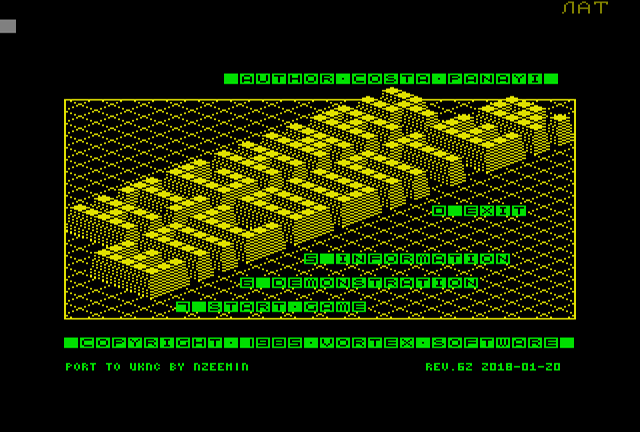 ЛАТ
AUTHOR·COSTA·PANAYI
0 EXIT
5 INFORMATION
6 DEMONSTRATION
7 START·GAME
COPYRIGHT·1985·VORTEX·SOFTWARE
PORT TO UKNC BY NZEEMIN
REV.62 2018-01-20